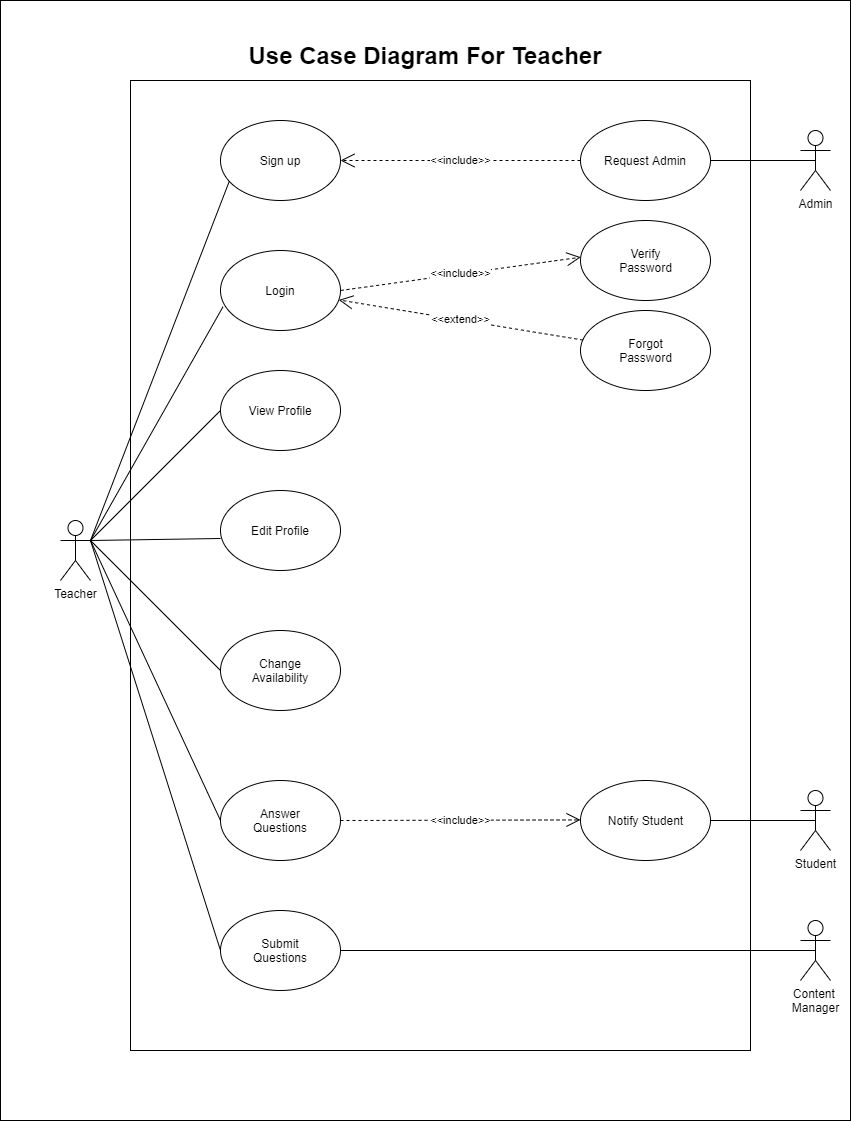 Use Case Diagram For Teacher
Sign up
<<include>>
Request Admin
Admin
Verify
Password
Login
<<include>>
<<extend>>
Forgot
Password
View Profile
Edit Profile
Teacher
Change
Availability
Answer
Questions
<<include>>
Notify Student
Student
Submit
Questions
Content
Manager